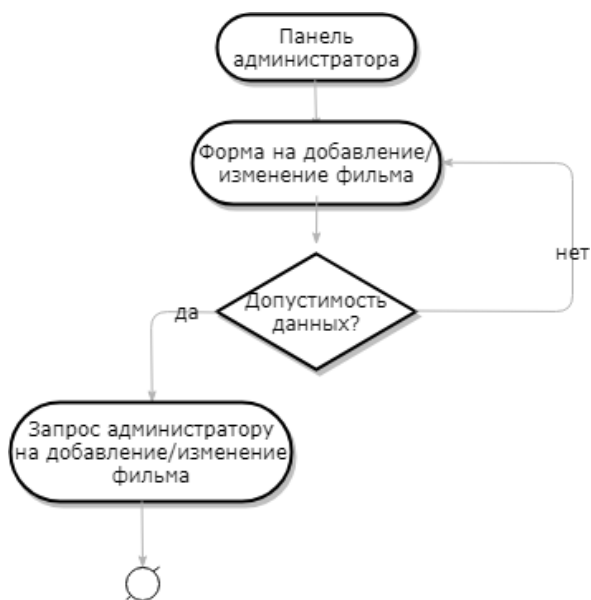 Панель
администратора
Форма на добавление/
изменение фильма
нет
Допустимость
данных?
да
Запрос администратору
на добавление/изменение
фильма